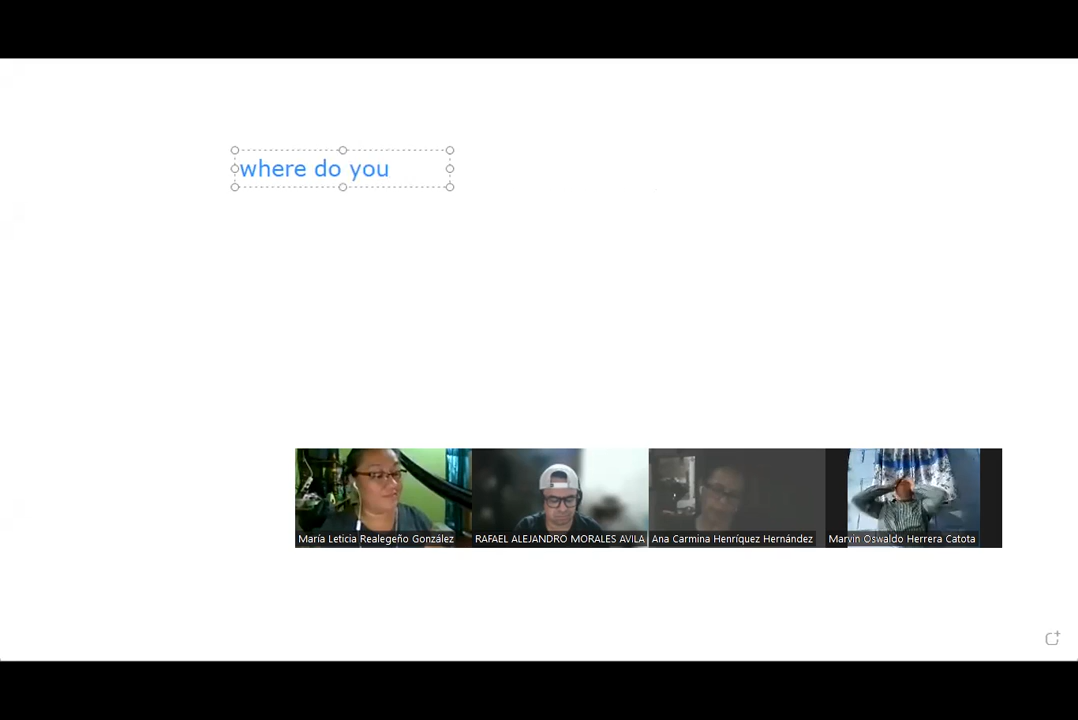 where do you
María Leticia Realegeño González
RAFAEL ALEJANDRO MORALES AVILA
Ana Carmina Henríquez Hernández
Marvin Oswaldo Herrera Catota